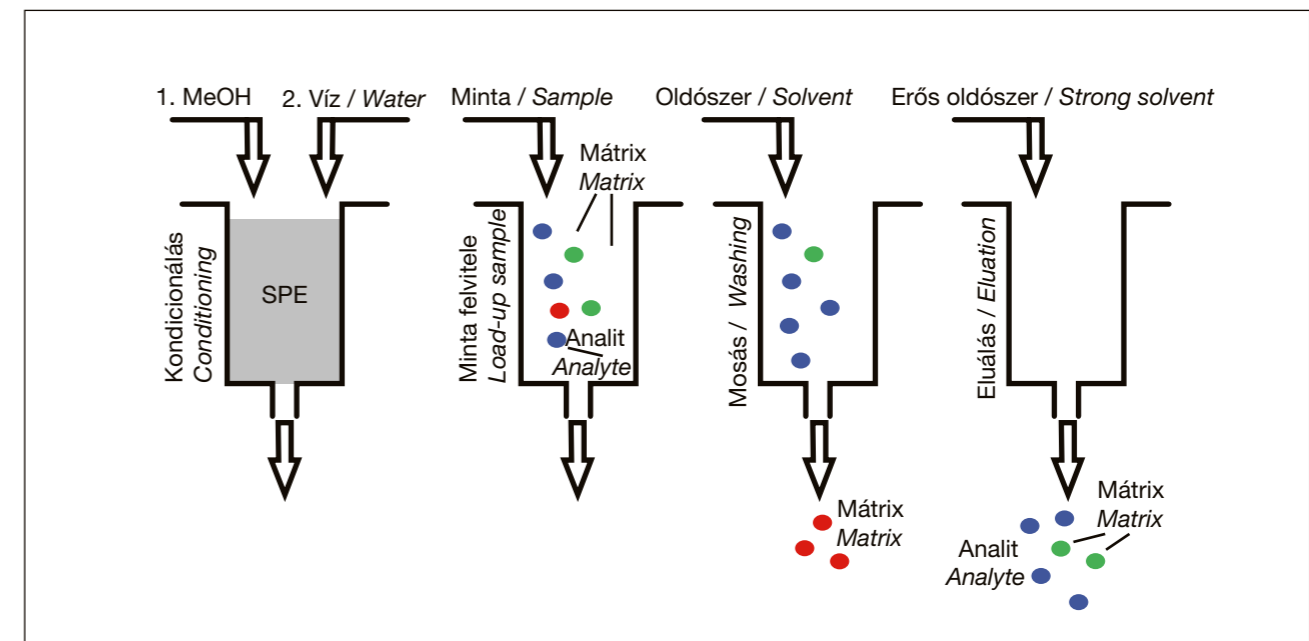 1. MeOH
2. Víz / Water
Minta / Sample
Oldószer / Solvent
Erős oldószer / Strong solvent
Kondicionálás
Conditioning
SPE
Minta felvitele
Load-up sample
Mátrix
Matrix
Analit
Analyte
Mosás / Washing
Mátrix
Matrix
Eluálás / Eluation
Mátrix
Matrix
Analit
Analyte